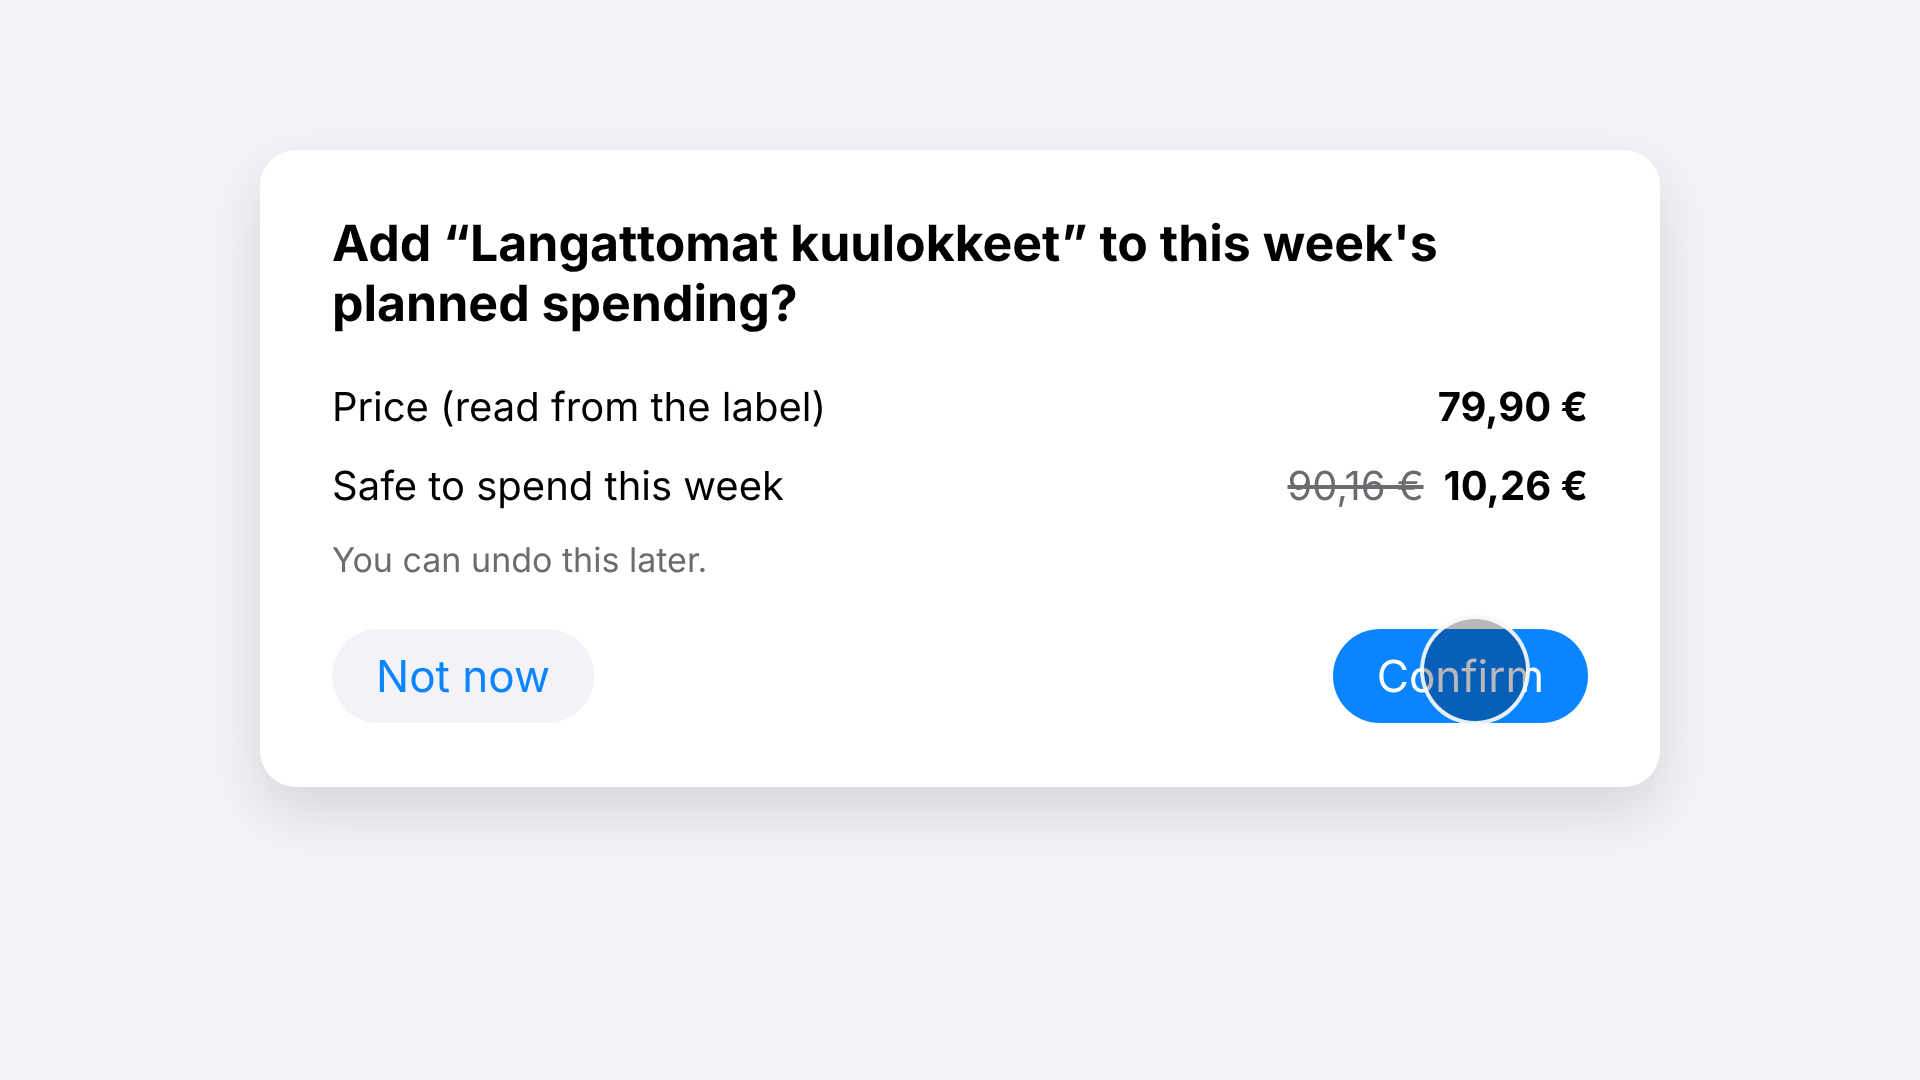 Add “Langattomat kuulokkeet” to this week's
planned spending?
Price (read from the label) 79,90 €
Safe to spend this week 90,16 € 10,26 €
You can undo this later.
Not now Confirm